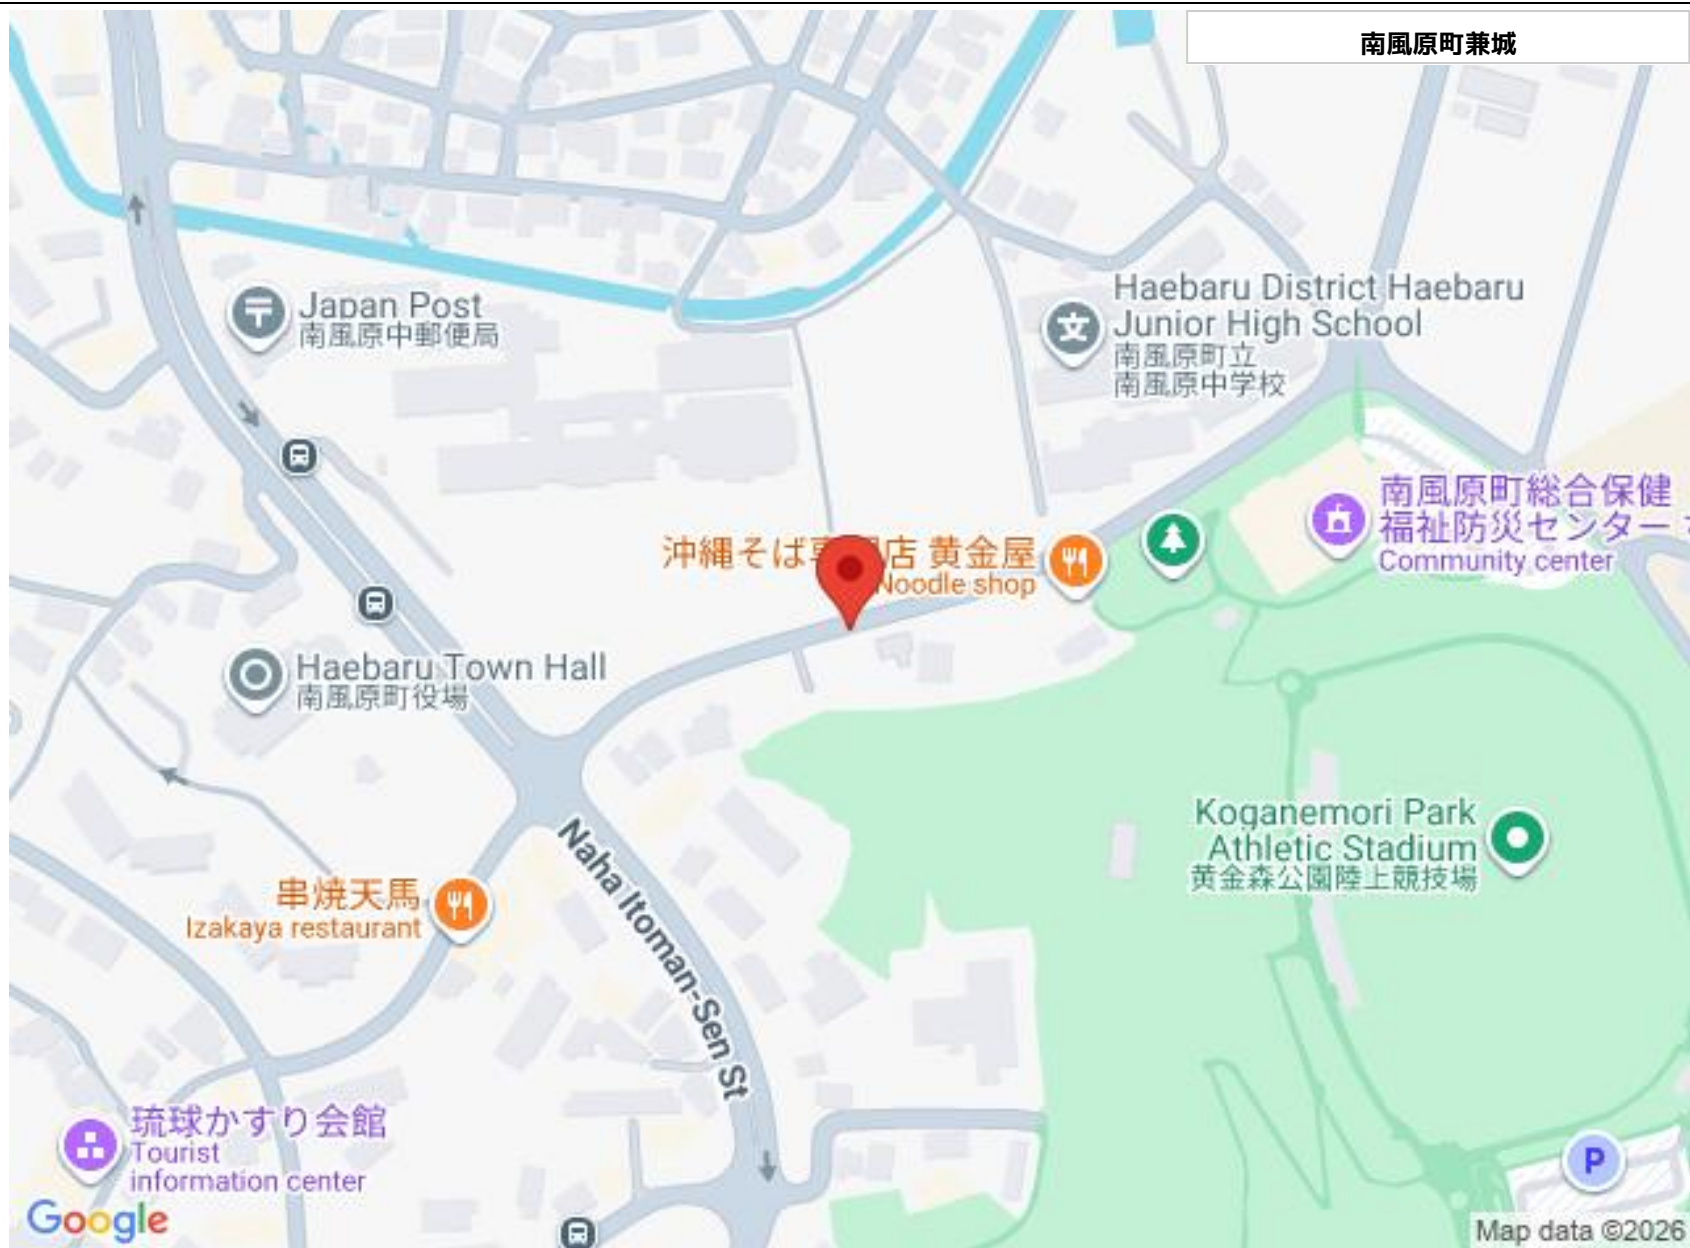 南風原町兼城
Japan Post
南風原中郵便局
Haebaru District Haebaru
Junior High School
南風原町立
南風原中学校
南風原町総合保健
福祉防災センター
Community center
沖縄そば専門店 黄金屋
Noodle shop
Haebaru Town Hall
南風原町役場
Koganemori Park
Athletic Stadium
黄金森公園陸上競技場
串焼天馬
Izakaya restaurant
Naha Itoman-Sen St
琉球かすり会館
Tourist
information center
P
Google
Map data ©2026